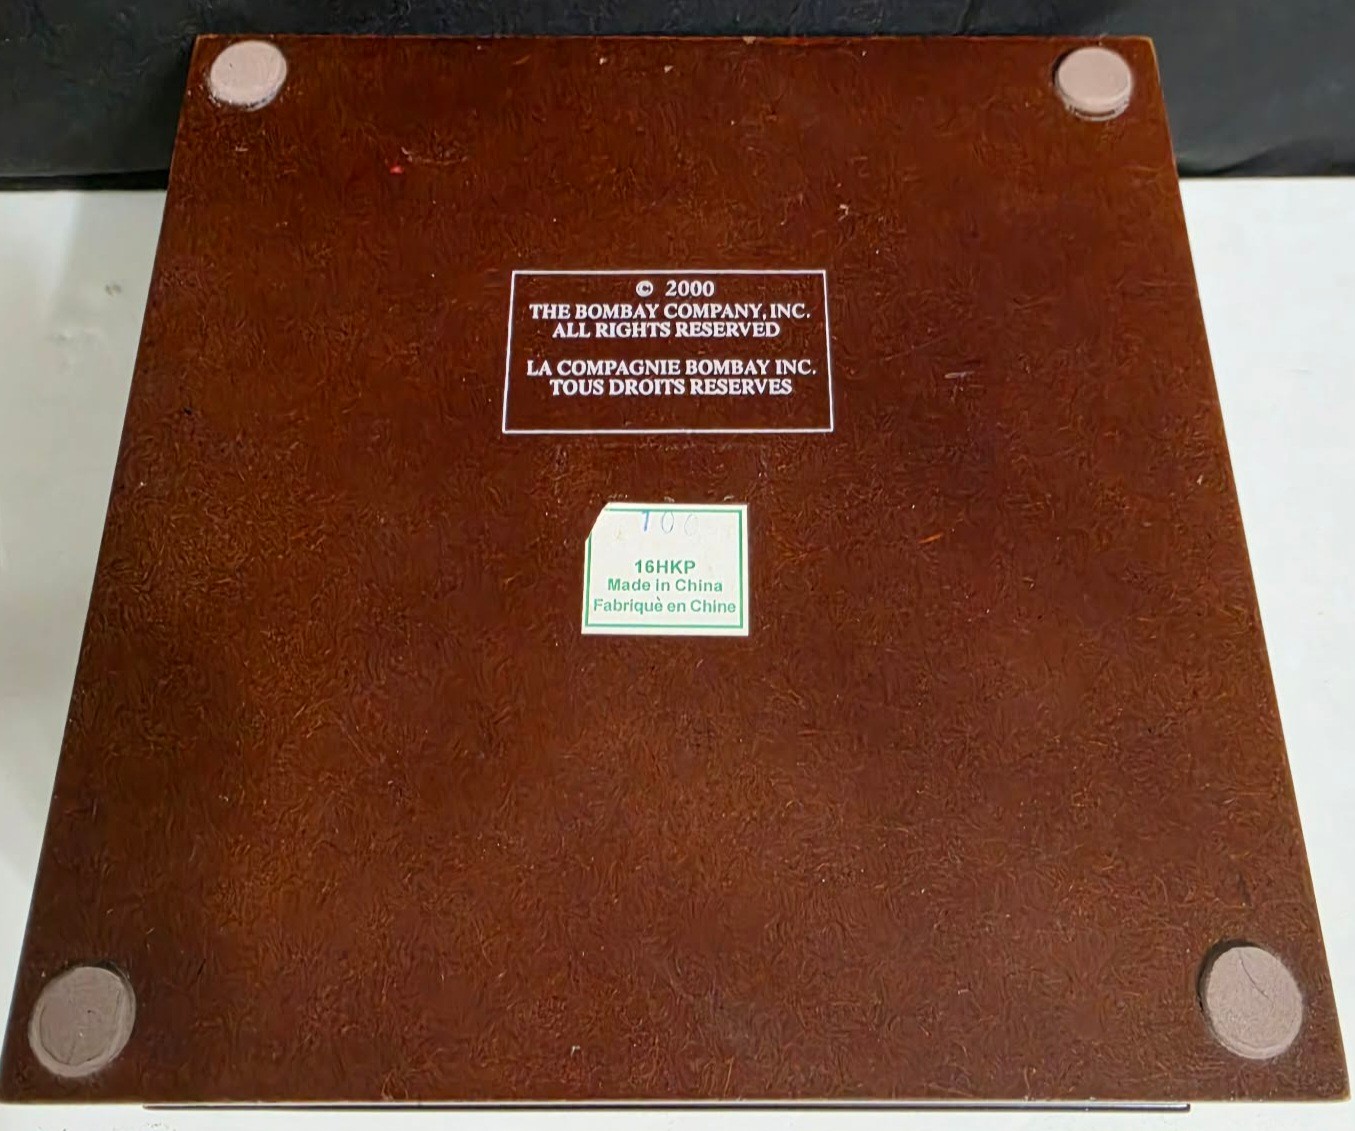 © 2000
THE BOMBAY COMPANY, INC.
ALL RIGHTS RESERVED
LA COMPAGNIE BOMBAY INC.
TOUS DROITS RESERVES
100
16HKP
Made in China
Fabriquè en Chine